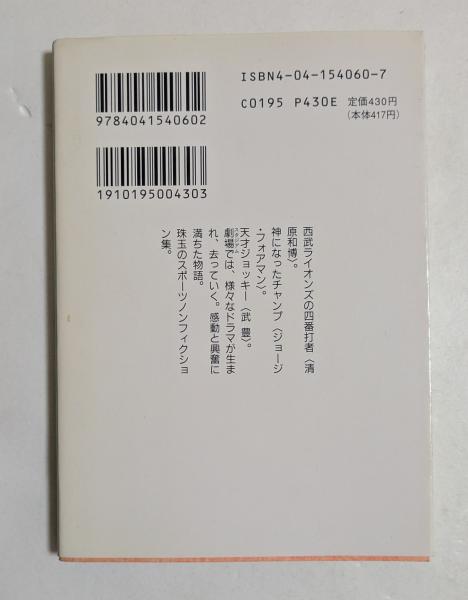 ISBN4-04-154060-7
C0195 P430E 定価430円
(本体417円)
9784041540602
1910195004303
西武ライオンズの四番打者〈清
原和博〉。
神になったチャンプ〈ジョージ
・フォアマン〉。
天才ジョッキー〈武 豊〉。
劇場では、様々なドラマが生ま
れ、去っていく。感動と興奮に
満ちた物語。
珠玉のスポーツノンフィクショ
ン集。